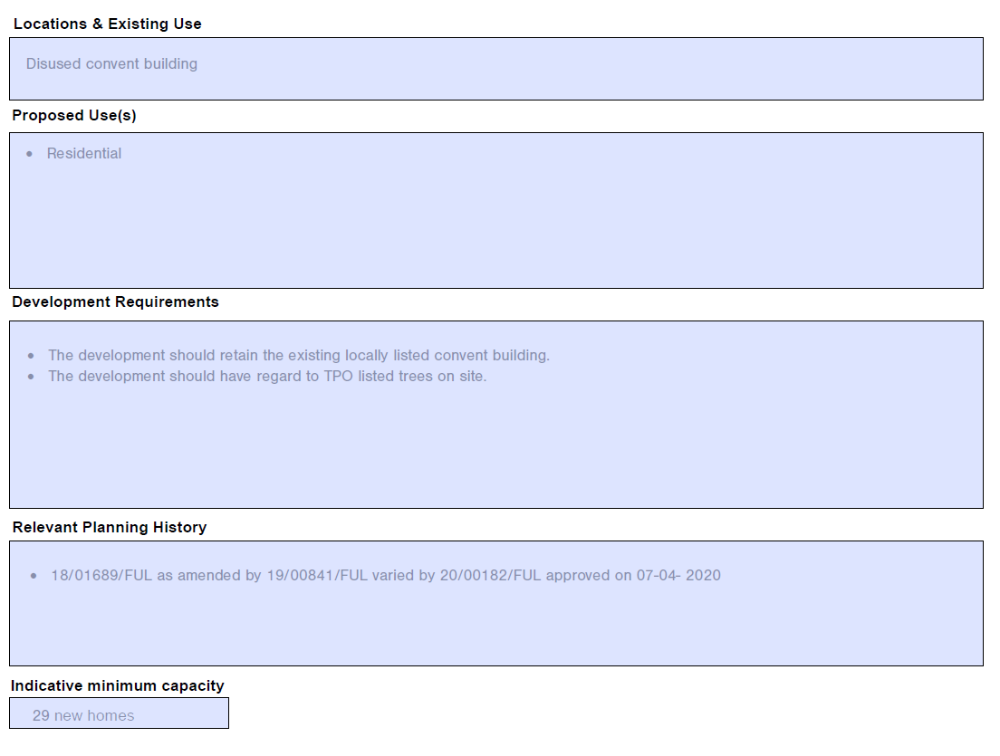 Locations & Existing Use
Disused convent building
Proposed Use(s)
• Residential
Development Requirements
• The development should retain the existing locally listed convent building.
• The development should have regard to TPO listed trees on site.
Relevant Planning History
• 18/01689/FUL as amended by 19/00841/FUL varied by 20/00182/FUL approved on 07-04- 2020
Indicative minimum capacity
29 new homes